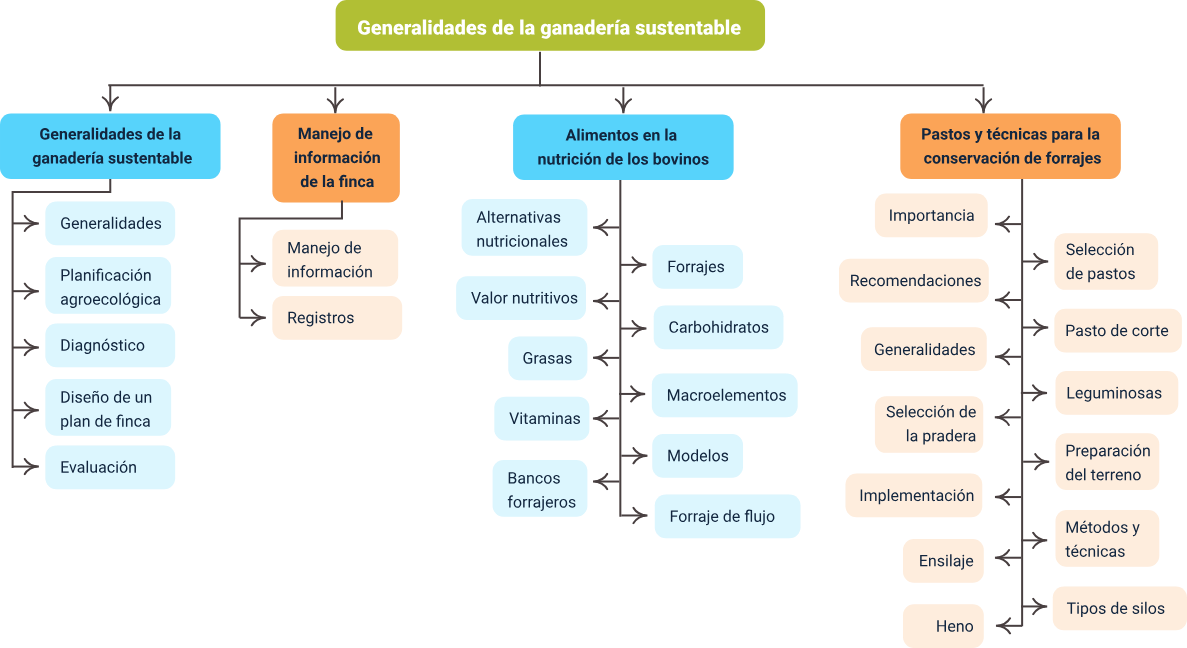 Generalidades de la ganadería sustentable
Generalidades de la
ganadería sustentable
Generalidades
Planificación
agroecológica
Diagnóstico
Diseño de un
plan de finca
Evaluación
Manejo de
información
de la finca
Manejo de
información
Registros
Alimentos en la
nutrición de los bovinos
Alternativas
nutricionales
Forrajes
Valor nutritivos
Carbohidratos
Grasas
Macroelementos
Vitaminas
Modelos
Bancos
forrajeros
Forraje de flujo
Pastos y técnicas para la
conservación de forrajes
Importancia
Selección
de pastos
Recomendaciones
Pasto de corte
Generalidades
Leguminosas
Selección de
la pradera
Preparación
del terreno
Implementación
Métodos y
técnicas
Ensilaje
Tipos de silos
Heno